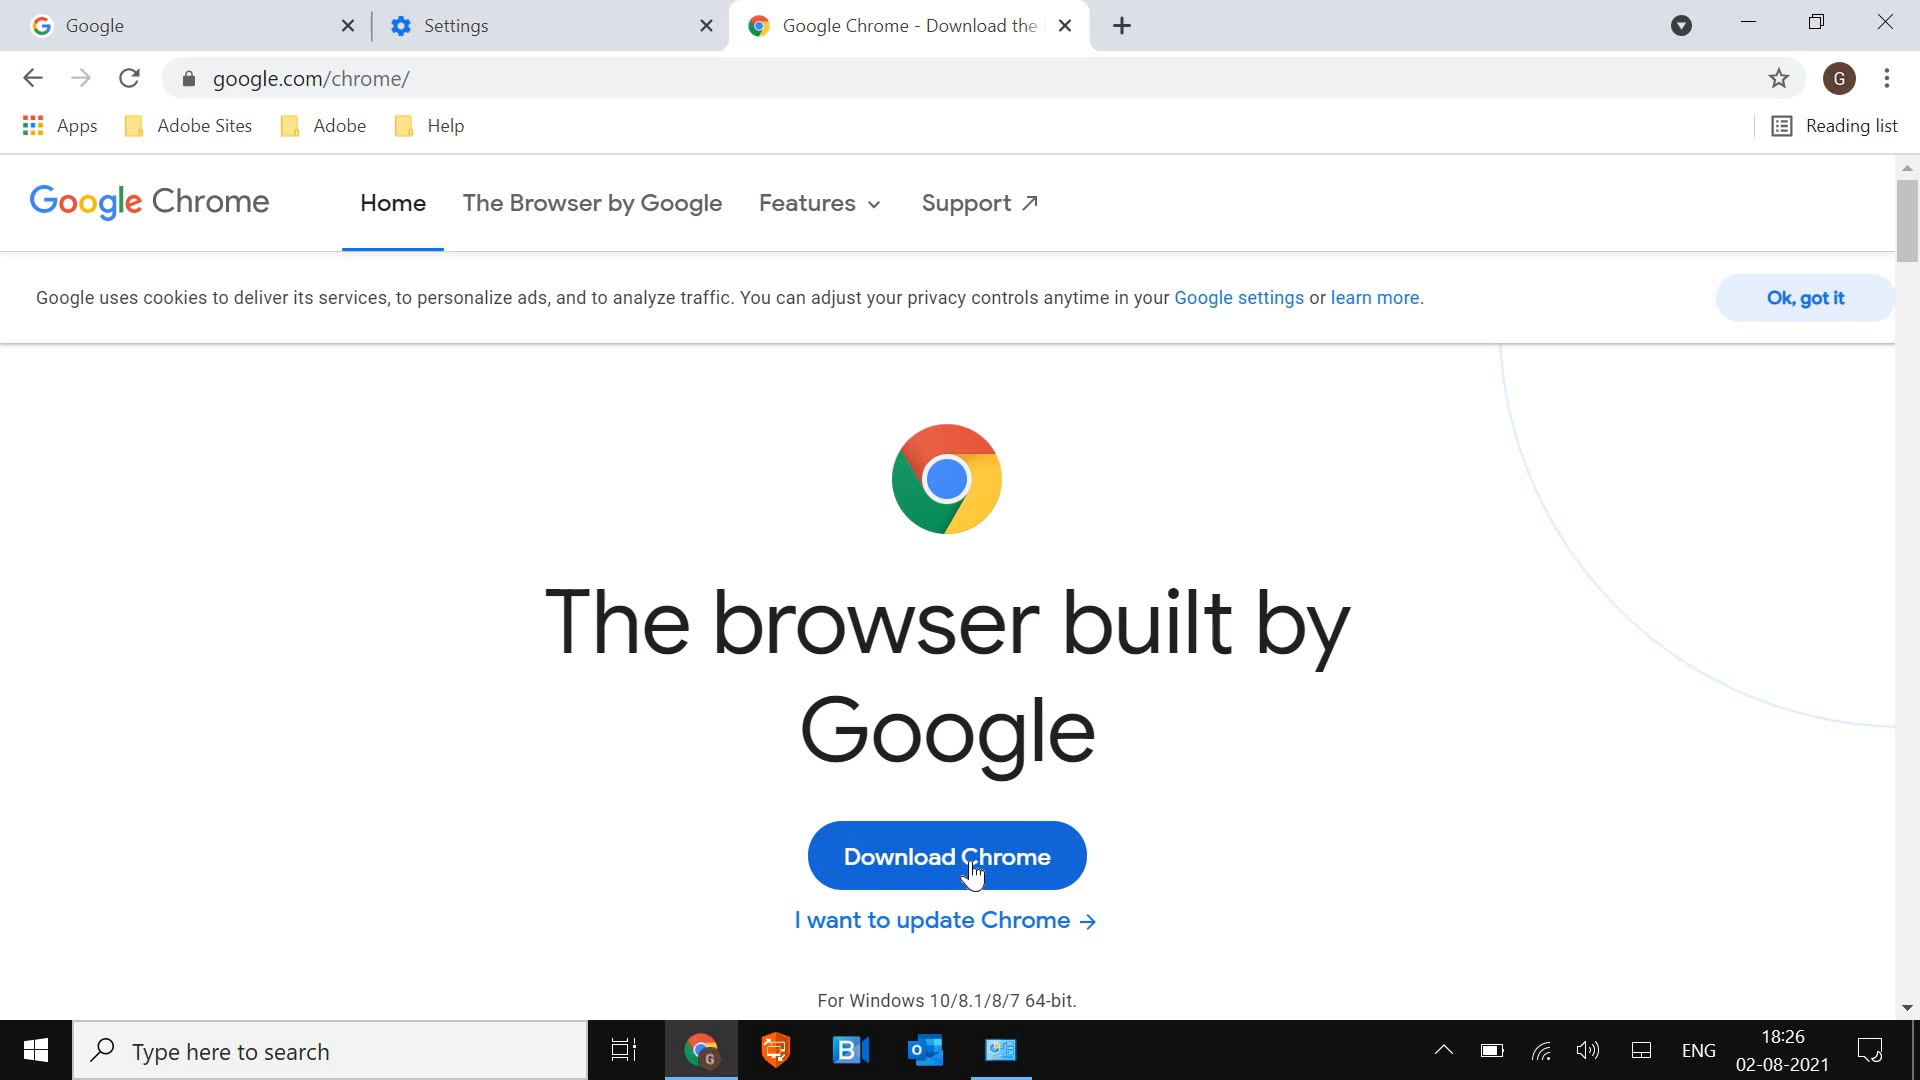 Google
Settings
Google Chrome - Download the
google.com/chrome/
G
Apps
Adobe Sites
Adobe
Help
Reading list
Google Chrome
Home
The Browser by Google
Features
Support
Google uses cookies to deliver its services, to personalize ads, and to analyze traffic. You can adjust your privacy controls anytime in your Google settings or learn more.
Ok, got it
The browser built by
Google
Download Chrome
I want to update Chrome →
For Windows 10/8.1/8/7 64-bit.
Type here to search
ENG
18:26
02-08-2021